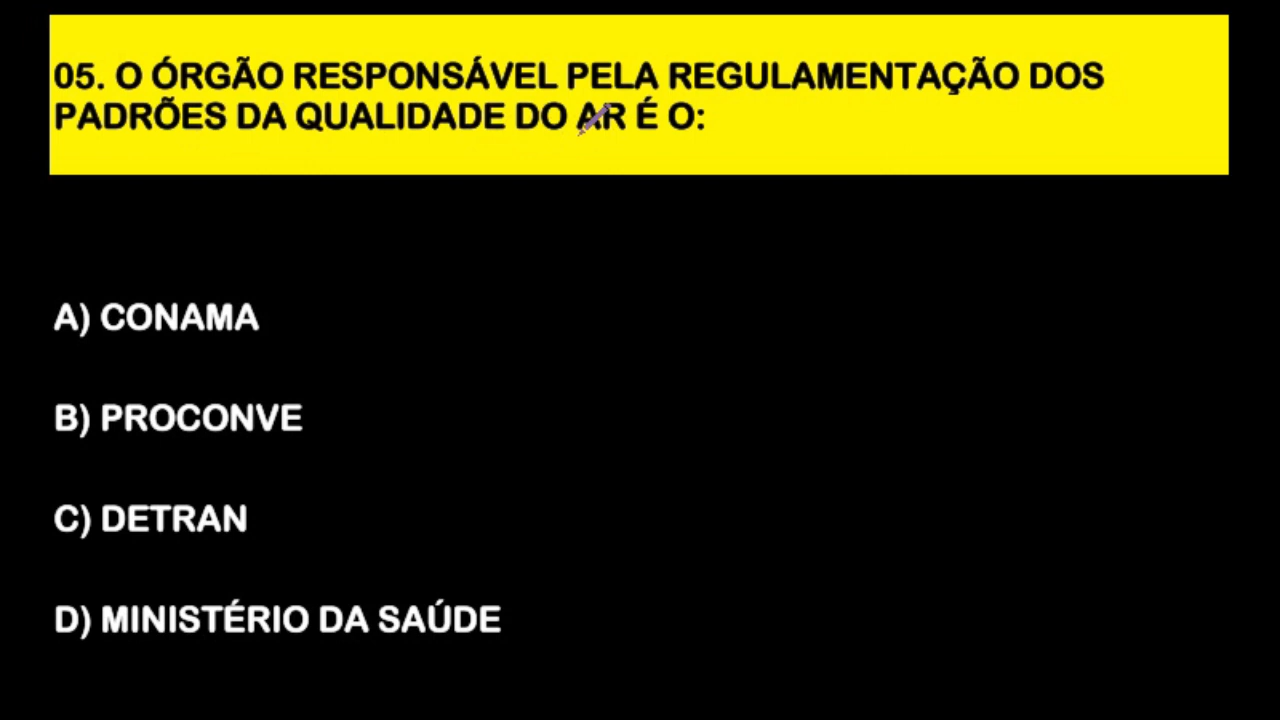 05. O ÓRGÃO RESPONSÁVEL PELA REGULAMENTAÇÃO DOS
PADRÕES DA QUALIDADE DO AR É O:
A) CONAMA
B) PROCONVE
C) DETRAN
D) MINISTÉRIO DA SAÚDE